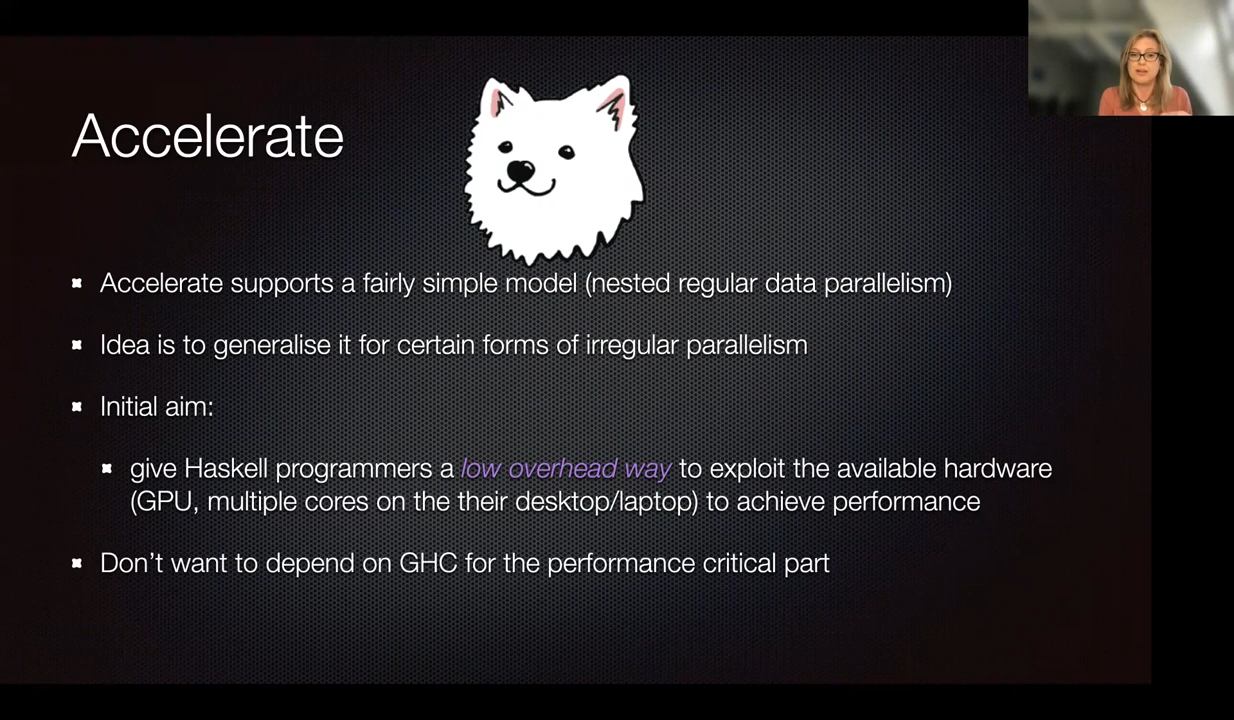 Accelerate
Accelerate supports a fairly simple model (nested regular data parallelism)
Idea is to generalise it for certain forms of irregular parallelism
Initial aim:
give Haskell programmers a low overhead way to exploit the available hardware
(GPU, multiple cores on the their desktop/laptop) to achieve performance
Don’t want to depend on GHC for the performance critical part